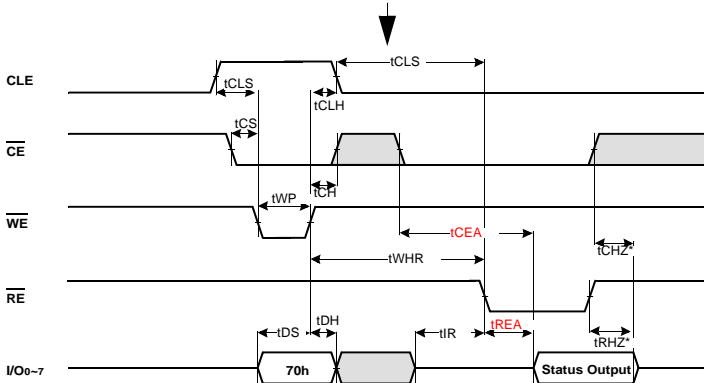 tCLS
CLE
tCLS
tCLH
tCS
CE
tCH
tWP
WE
tCEA
tCHZ*
tWHR
RE
tREA
tDH
tDS
tIR
tRHZ*
I/O0~7
70h
Status Output